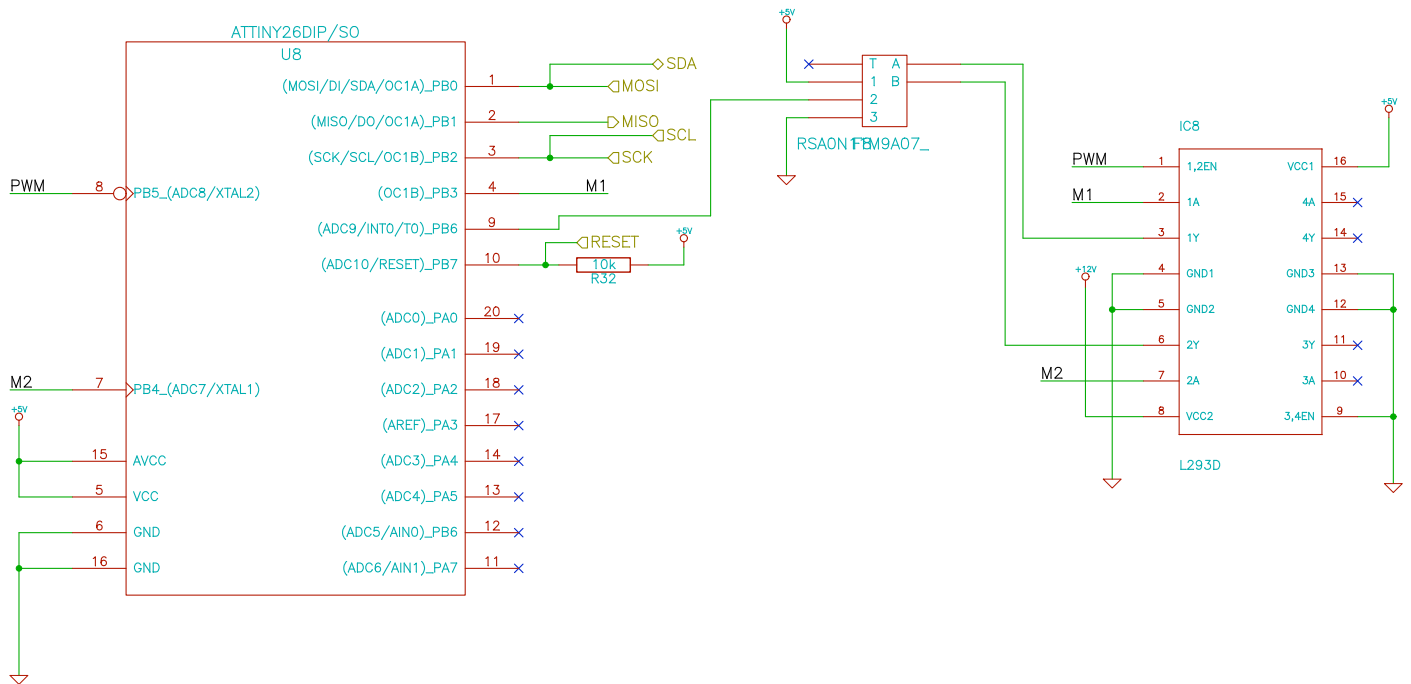 ATTINY26DIP/SO
U8
(MOSI/DI/SDA/OC1A)_PB0 1
SDA
MOSI
(MISO/DO/OC1A)_PB1 2
MISO
SCL
(SCK/SCL/OC1B)_PB2 3
SCK
PWM 8 PB5_(ADC8/XTAL2)
(OC1B)_PB3 4 M1
(ADC9/INT0/T0)_PB6 9
RESET
+5V
(ADC10/RESET)_PB7 10
10k
R32
(ADC0)_PA0 20
(ADC1)_PA1 19
M2 7 PB4_(ADC7/XTAL1)
(ADC2)_PA2 18
+5V
(AREF)_PA3 17
15 AVCC
(ADC3)_PA4 14
5 VCC
(ADC4)_PA5 13
6 GND
(ADC5/AIN0)_PB6 12
16 GND
(ADC6/AIN1)_PA7 11
+5V
T A
1 B
2
3
+5V
IC8
PWM 1 1,2EN
VCC1 16
M1 2 1A
4A 15
3 1Y
4Y 14
+12V
4 GND1
GND3 13
5 GND2
GND4 12
6 2Y
3Y 11
M2 7 2A
3A 10
8 VCC2
3,4EN 9
L293D